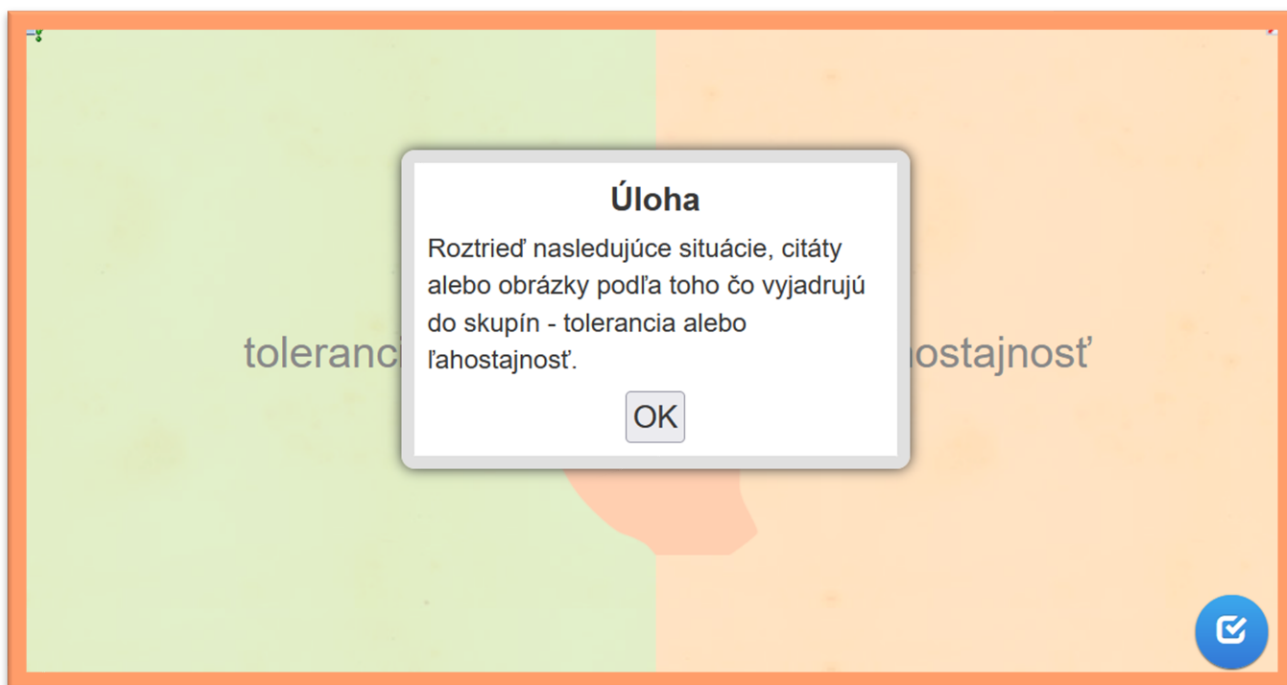 Úloha
Roztrieď nasledujúce situácie, citáty
alebo obrázky podľa toho čo vyjadrujú
do skupín - tolerancia alebo
ľahostajnosť.
toleranci
ostajnosť
OK